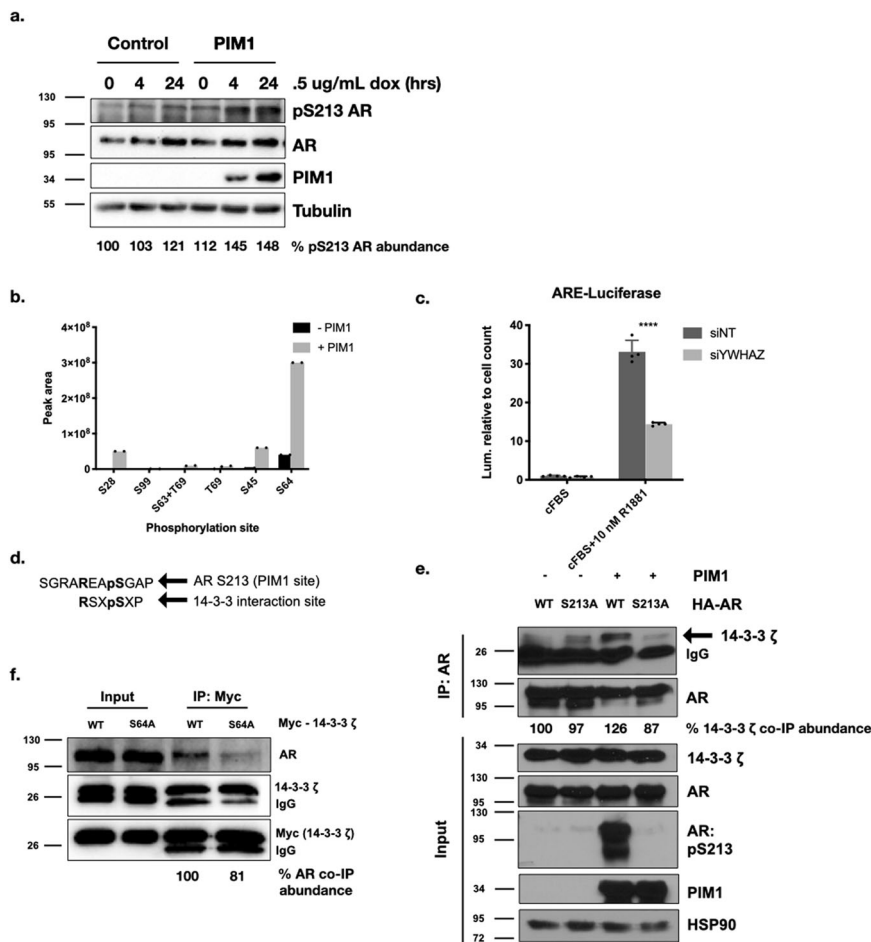 a.
Control PIM1
0 4 24 0 4 24 .5 ug/mL dox (hrs)
130
pS213 AR
95
AR
95
34
PIM1
55
Tubulin
100 103 121 112 145 148 % pS213 AR abundance
b.
4×10⁸
3×10⁸
2×10⁸
1×10⁸
0
Peak area
- PIM1
+ PIM1
S28 S99 S63+T69 T69 S45 S64
Phosphorylation site
c.
ARE-Luciferase
40
30
20
10
0
Lum. relative to cell count
****
siNT
siYWHAZ
cFBS cFBS+10 nM R1881
d.
SGRAREApSGAP AR S213 (PIM1 site)
RSXpSXP 14-3-3 interaction site
e.
- - + + PIM1
WT S213A WT S213A HA-AR
IP: AR
14-3-3 ζ
26
IgG
130
AR
95
100 97 126 87 % 14-3-3 ζ co-IP abundance
Input
34
14-3-3 ζ
26
130
AR
95
130
AR:
pS213
95
34
PIM1
95
HSP90
72
f.
Input IP: Myc
WT S64A WT S64A Myc - 14-3-3 ζ
130
AR
95
14-3-3 ζ
26
IgG
Myc (14-3-3 ζ)
26
IgG
100 81 % AR co-IP
abundance